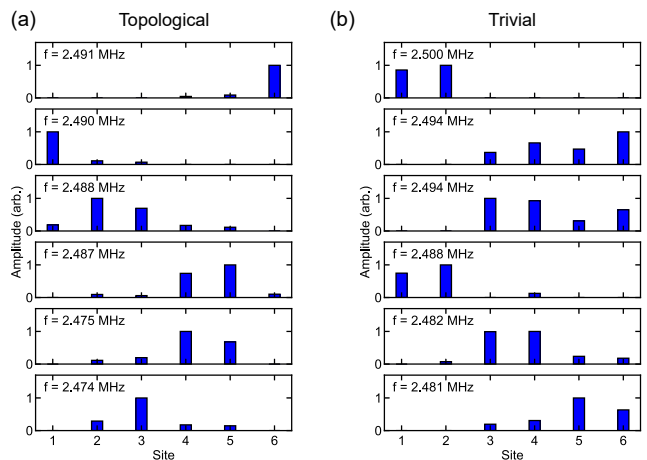 (a) Topological
f = 2.491 MHz
1
0
f = 2.490 MHz
1
0
f = 2.488 MHz
1
0
f = 2.487 MHz
1
0
f = 2.475 MHz
1
0
f = 2.474 MHz
1
0
1 2 3 4 5 6
Site
Amplitude (arb.)
(b) Trivial
f = 2.500 MHz
1
0
f = 2.494 MHz
1
0
f = 2.494 MHz
1
0
f = 2.488 MHz
1
0
f = 2.482 MHz
1
0
f = 2.481 MHz
1
0
1 2 3 4 5 6
Site
Amplitude (arb.)